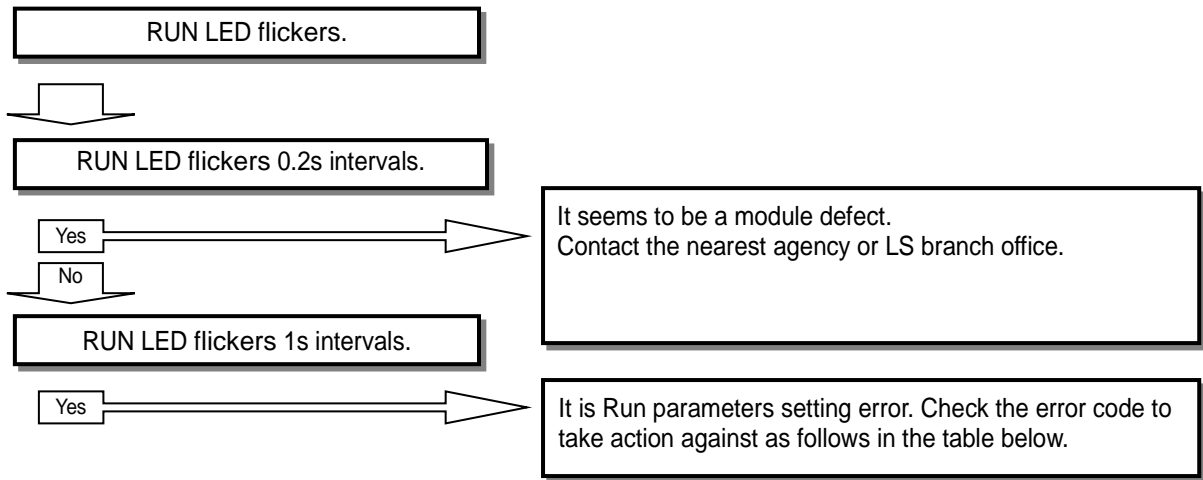 RUN LED flickers.
RUN LED flickers 0.2s intervals.
Yes
It seems to be a module defect.
Contact the nearest agency or LS branch office.
No
RUN LED flickers 1s intervals.
Yes
It is Run parameters setting error. Check the error code to
take action against as follows in the table below.